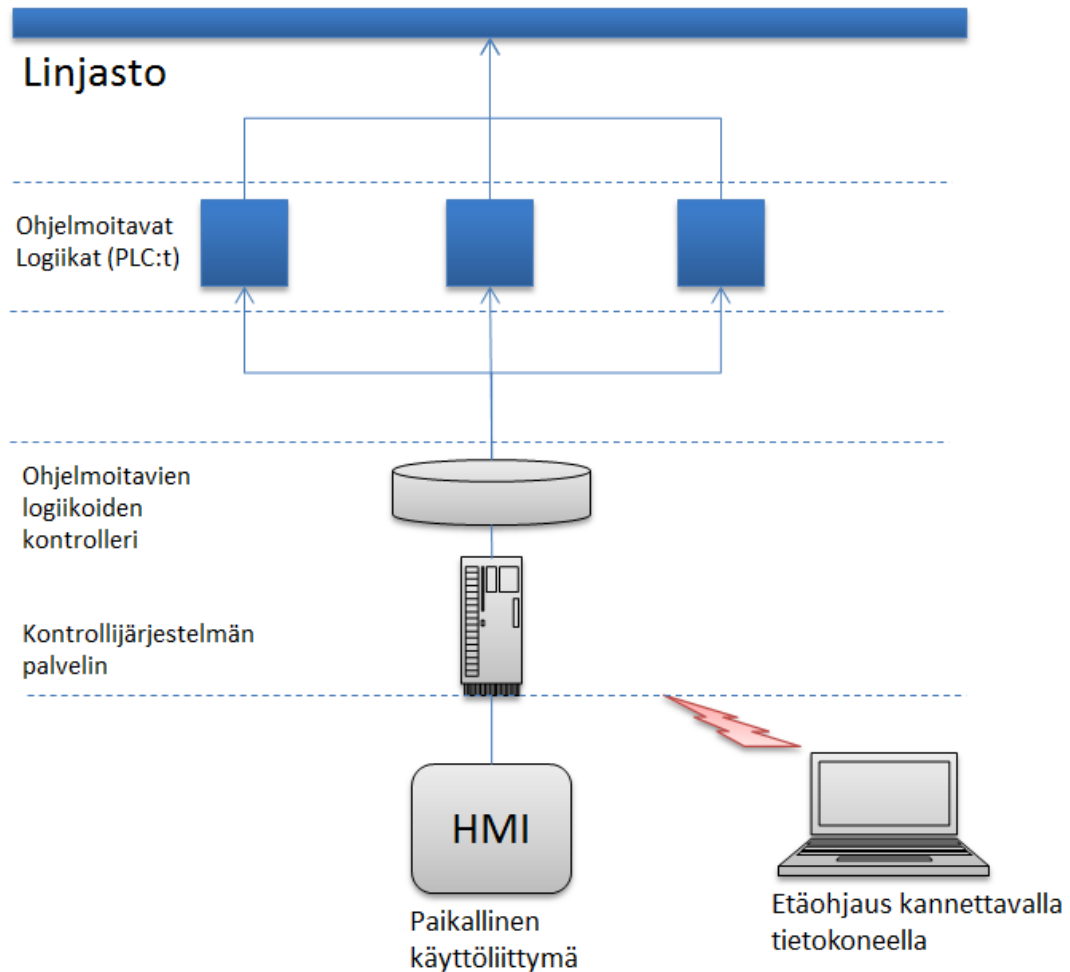 Linjasto
Ohjelmoitavat
Logiikat (PLC:t)
Ohjelmoitavien
logiikoiden
kontrolleri
Kontrollijärjestelmän
palvelin
HMI
Paikallinen
käyttöliittymä
Etäohjaus kannettavalla
tietokoneella